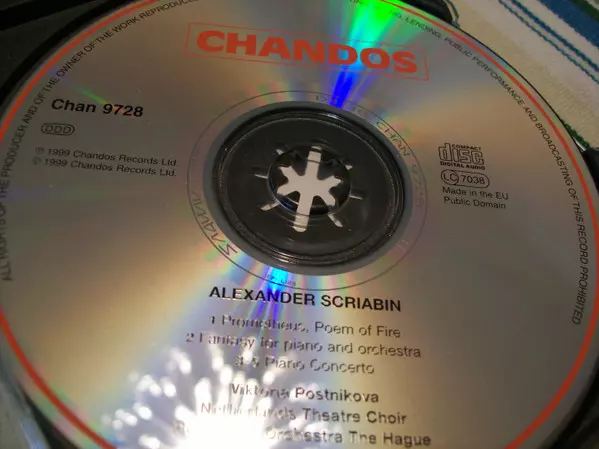 CHANDOS
Chan 9728
DDD
℗ 1999 Chandos Records Ltd.
© 1999 Chandos Records Ltd.
COMPACT
disc
DIGITAL AUDIO
LC 7038
Made in the EU
Public Domain
ALEXANDER SCRIABIN
1 Prometheus, Poem of Fire
2 Fantasy for piano and orchestra
3-5 Piano Concerto
Viktoria Postnikova
Netherlands Theatre Choir
Orchestra The Hague
ALL RIGHTS OF THE PRODUCER AND OF THE OWNER OF THE WORK REPRODUCED
LENDING, PUBLIC PERFORMANCE AND BROADCASTING OF THIS RECORD PROHIBITED